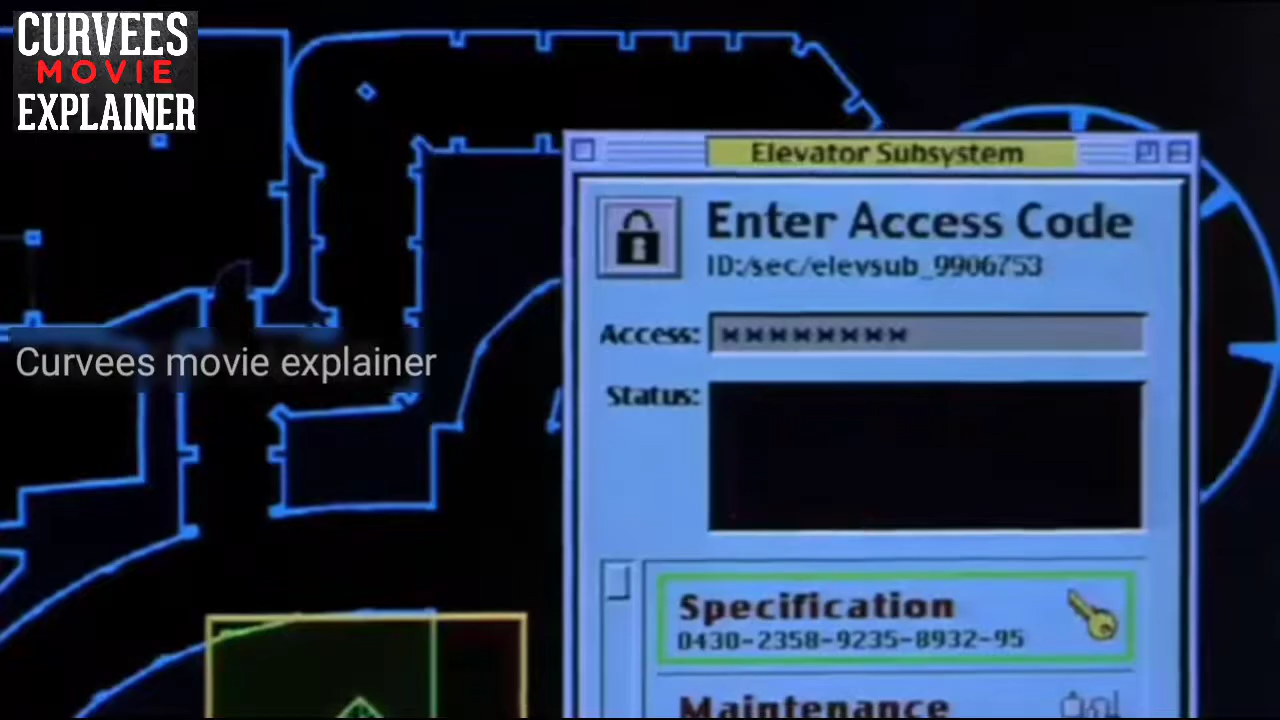 CURVEES
MOVIE
EXPLAINER
Elevator Subsystem
Enter Access Code
ID:/sec/elevsub_9906753
Access: ********
Curvees movie explainer
Status:
Specification
0430-2358-9235-8932-95
Maintenance